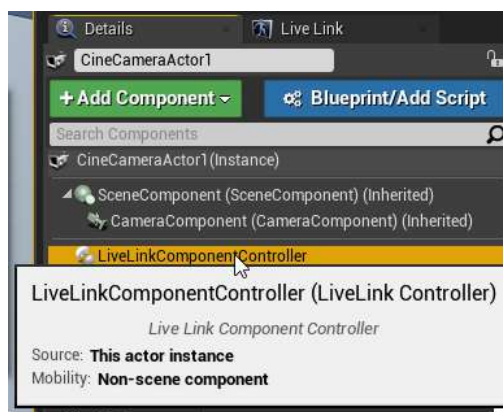 Details
Live Link
CineCameraActor1
+ Add Component
Blueprint/Add Script
Search Components
CineCameraActor1(Instance)
SceneComponent (SceneComponent) (Inherited)
CameraComponent (CameraComponent) (Inherited)
LiveLinkComponentController
LiveLinkComponentController (LiveLink Controller)
Live Link Component Controller
Source: This actor instance
Mobility: Non-scene component